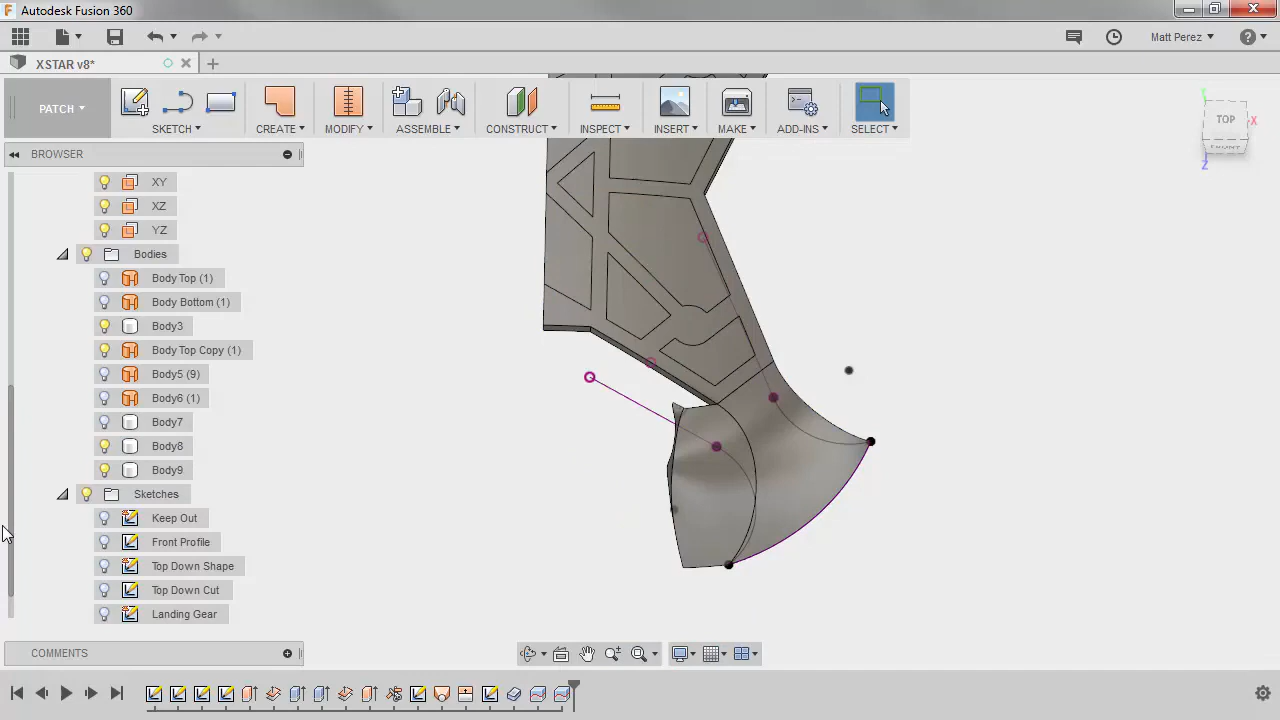 Autodesk Fusion 360
Matt Perez
XSTAR v8*
PATCH
SKETCH
CREATE
MODIFY
ASSEMBLE
CONSTRUCT
INSPECT
INSERT
MAKE
ADD-INS
SELECT
Y
TOP
X
FRONT
Z
BROWSER
XY
XZ
YZ
Bodies
Body Top (1)
Body Bottom (1)
Body3
Body Top Copy (1)
Body5 (9)
Body6 (1)
Body7
Body8
Body9
Sketches
Keep Out
Front Profile
Top Down Shape
Top Down Cut
Landing Gear
COMMENTS